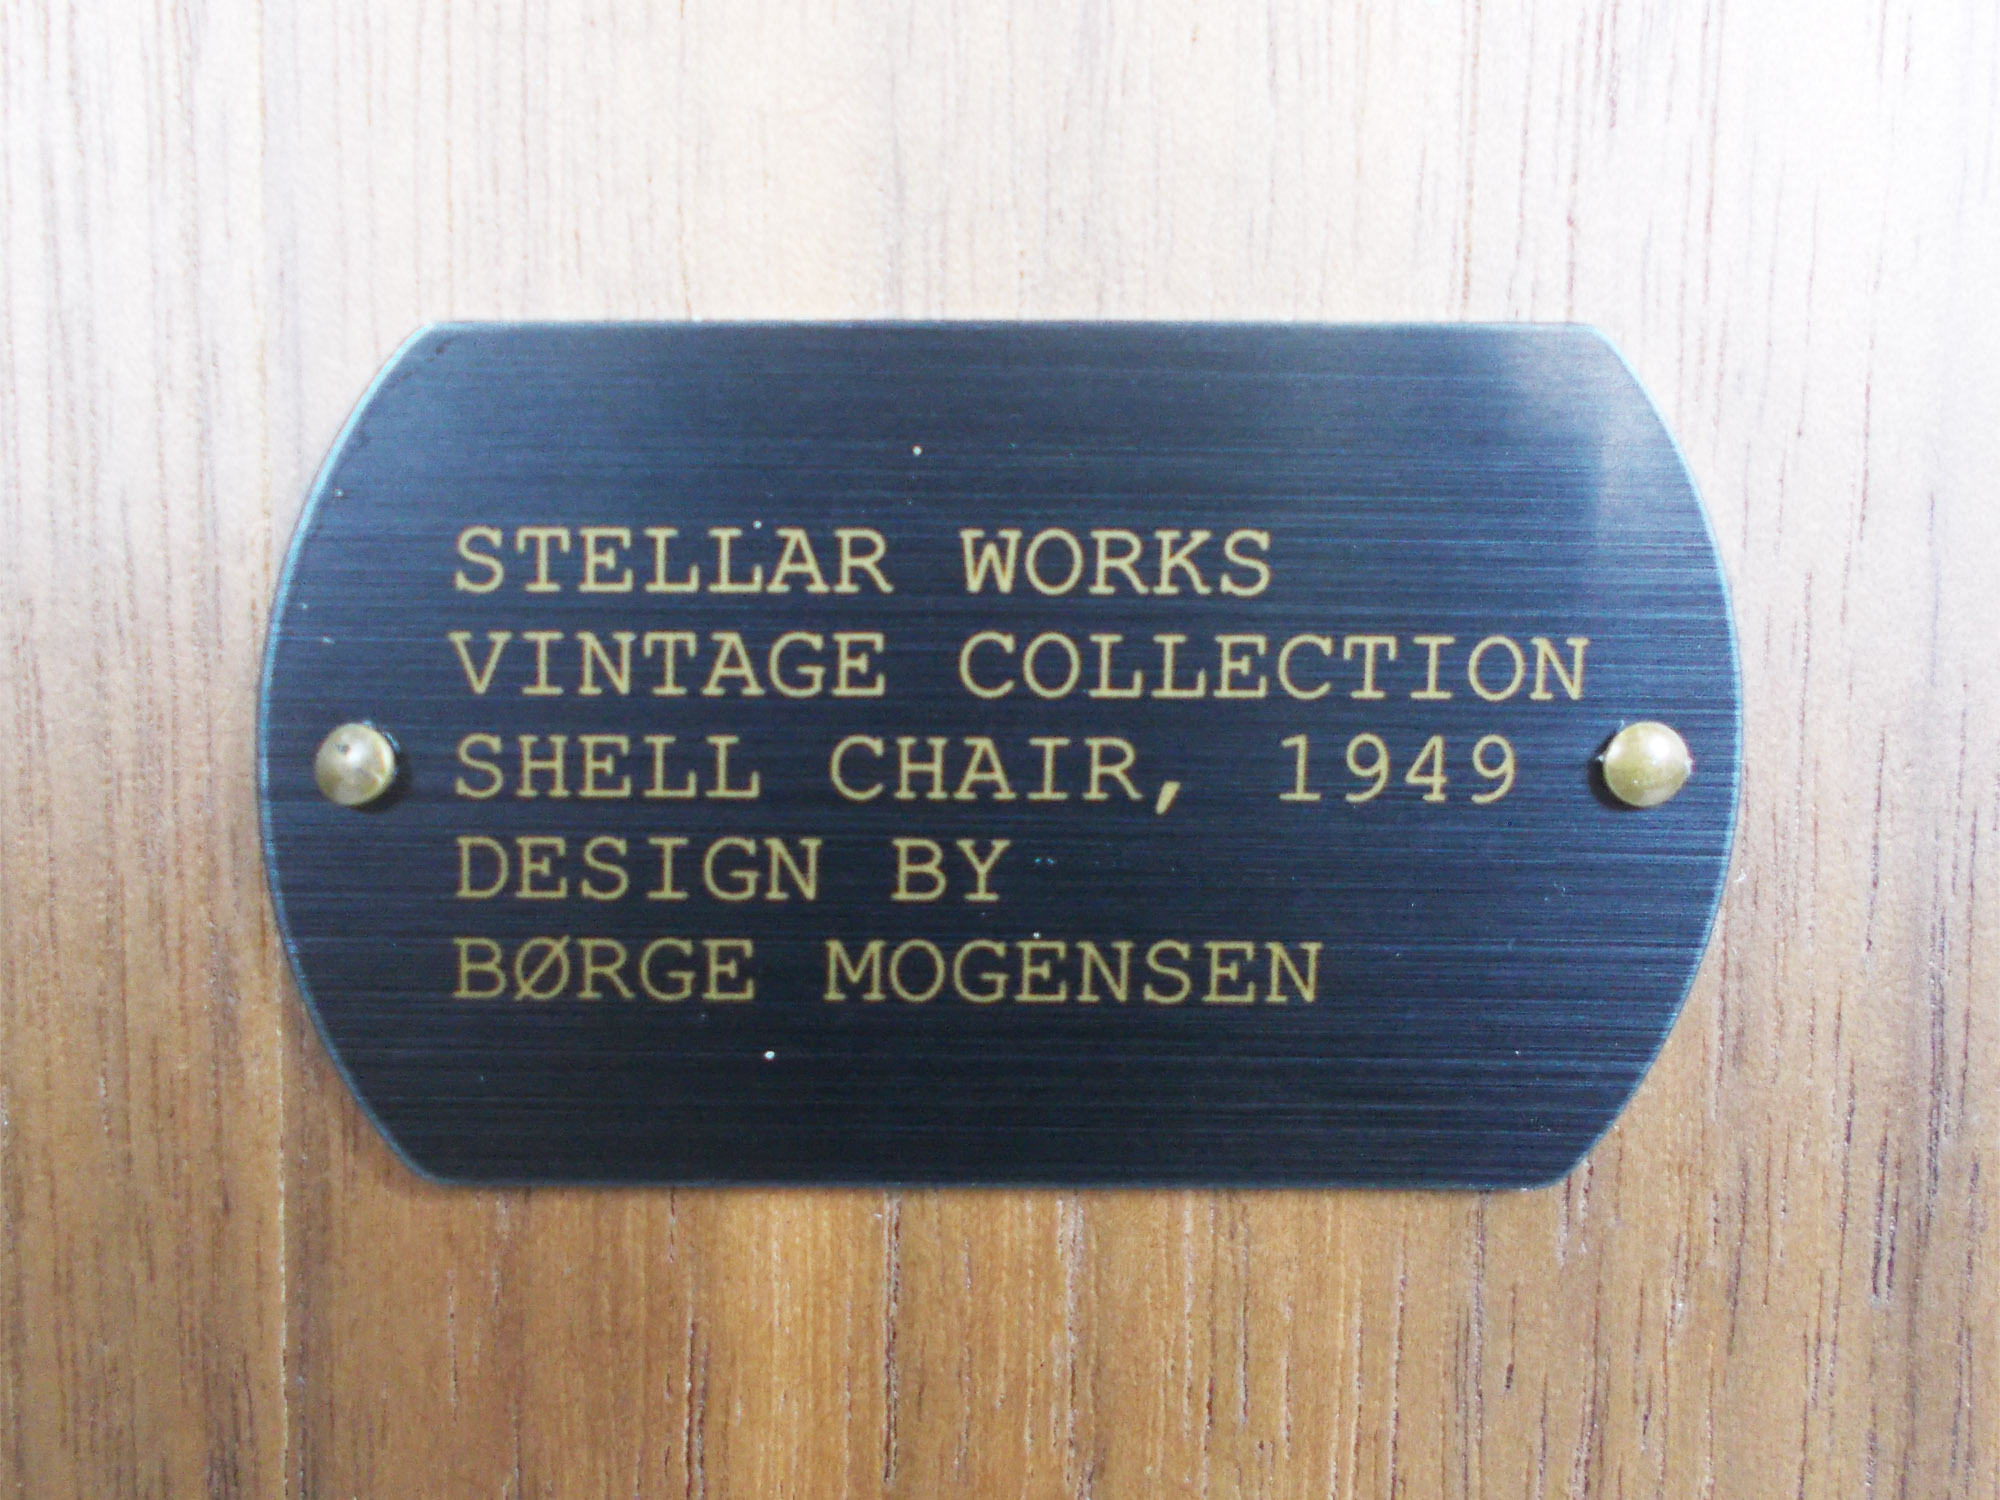 STELLAR WORKS
VINTAGE COLLECTION
SHELL CHAIR, 1949
DESIGN BY
BØRGE MOGENSEN